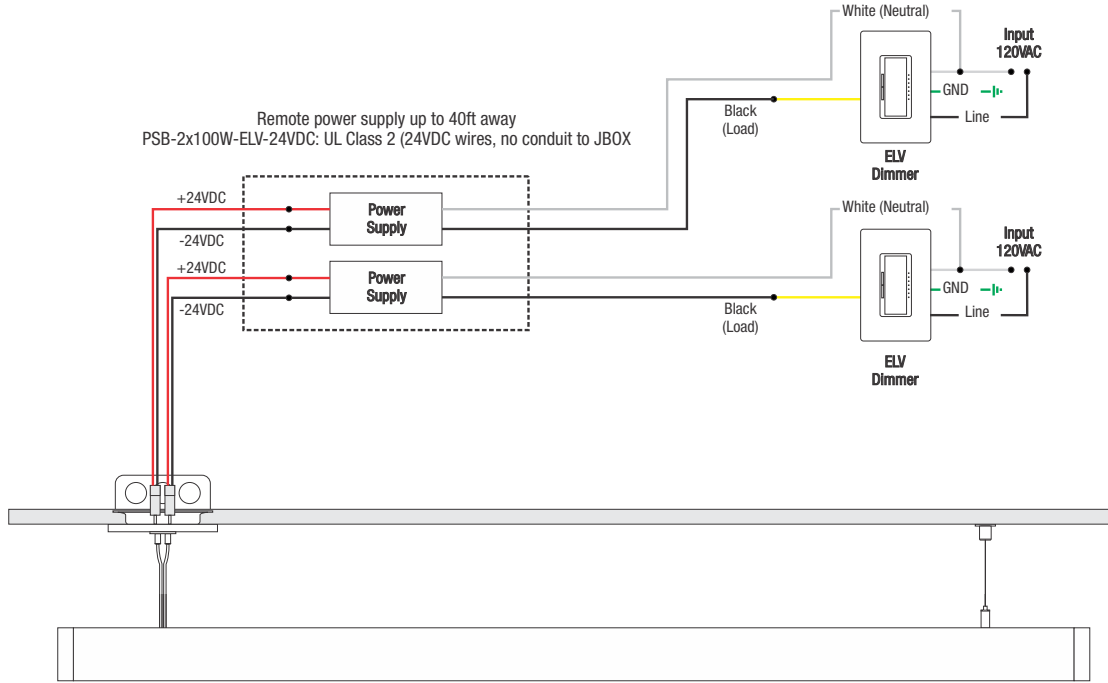 White (Neutral)
Input
120VAC
GND
Line
Black
(Load)
ELV
Dimmer
Remote power supply up to 40ft away
PSB-2x100W-ELV-24VDC: UL Class 2 (24VDC wires, no conduit to JBOX
+24VDC
-24VDC
Power
Supply
+24VDC
-24VDC
Power
Supply
White (Neutral)
Input
120VAC
GND
Line
Black
(Load)
ELV
Dimmer